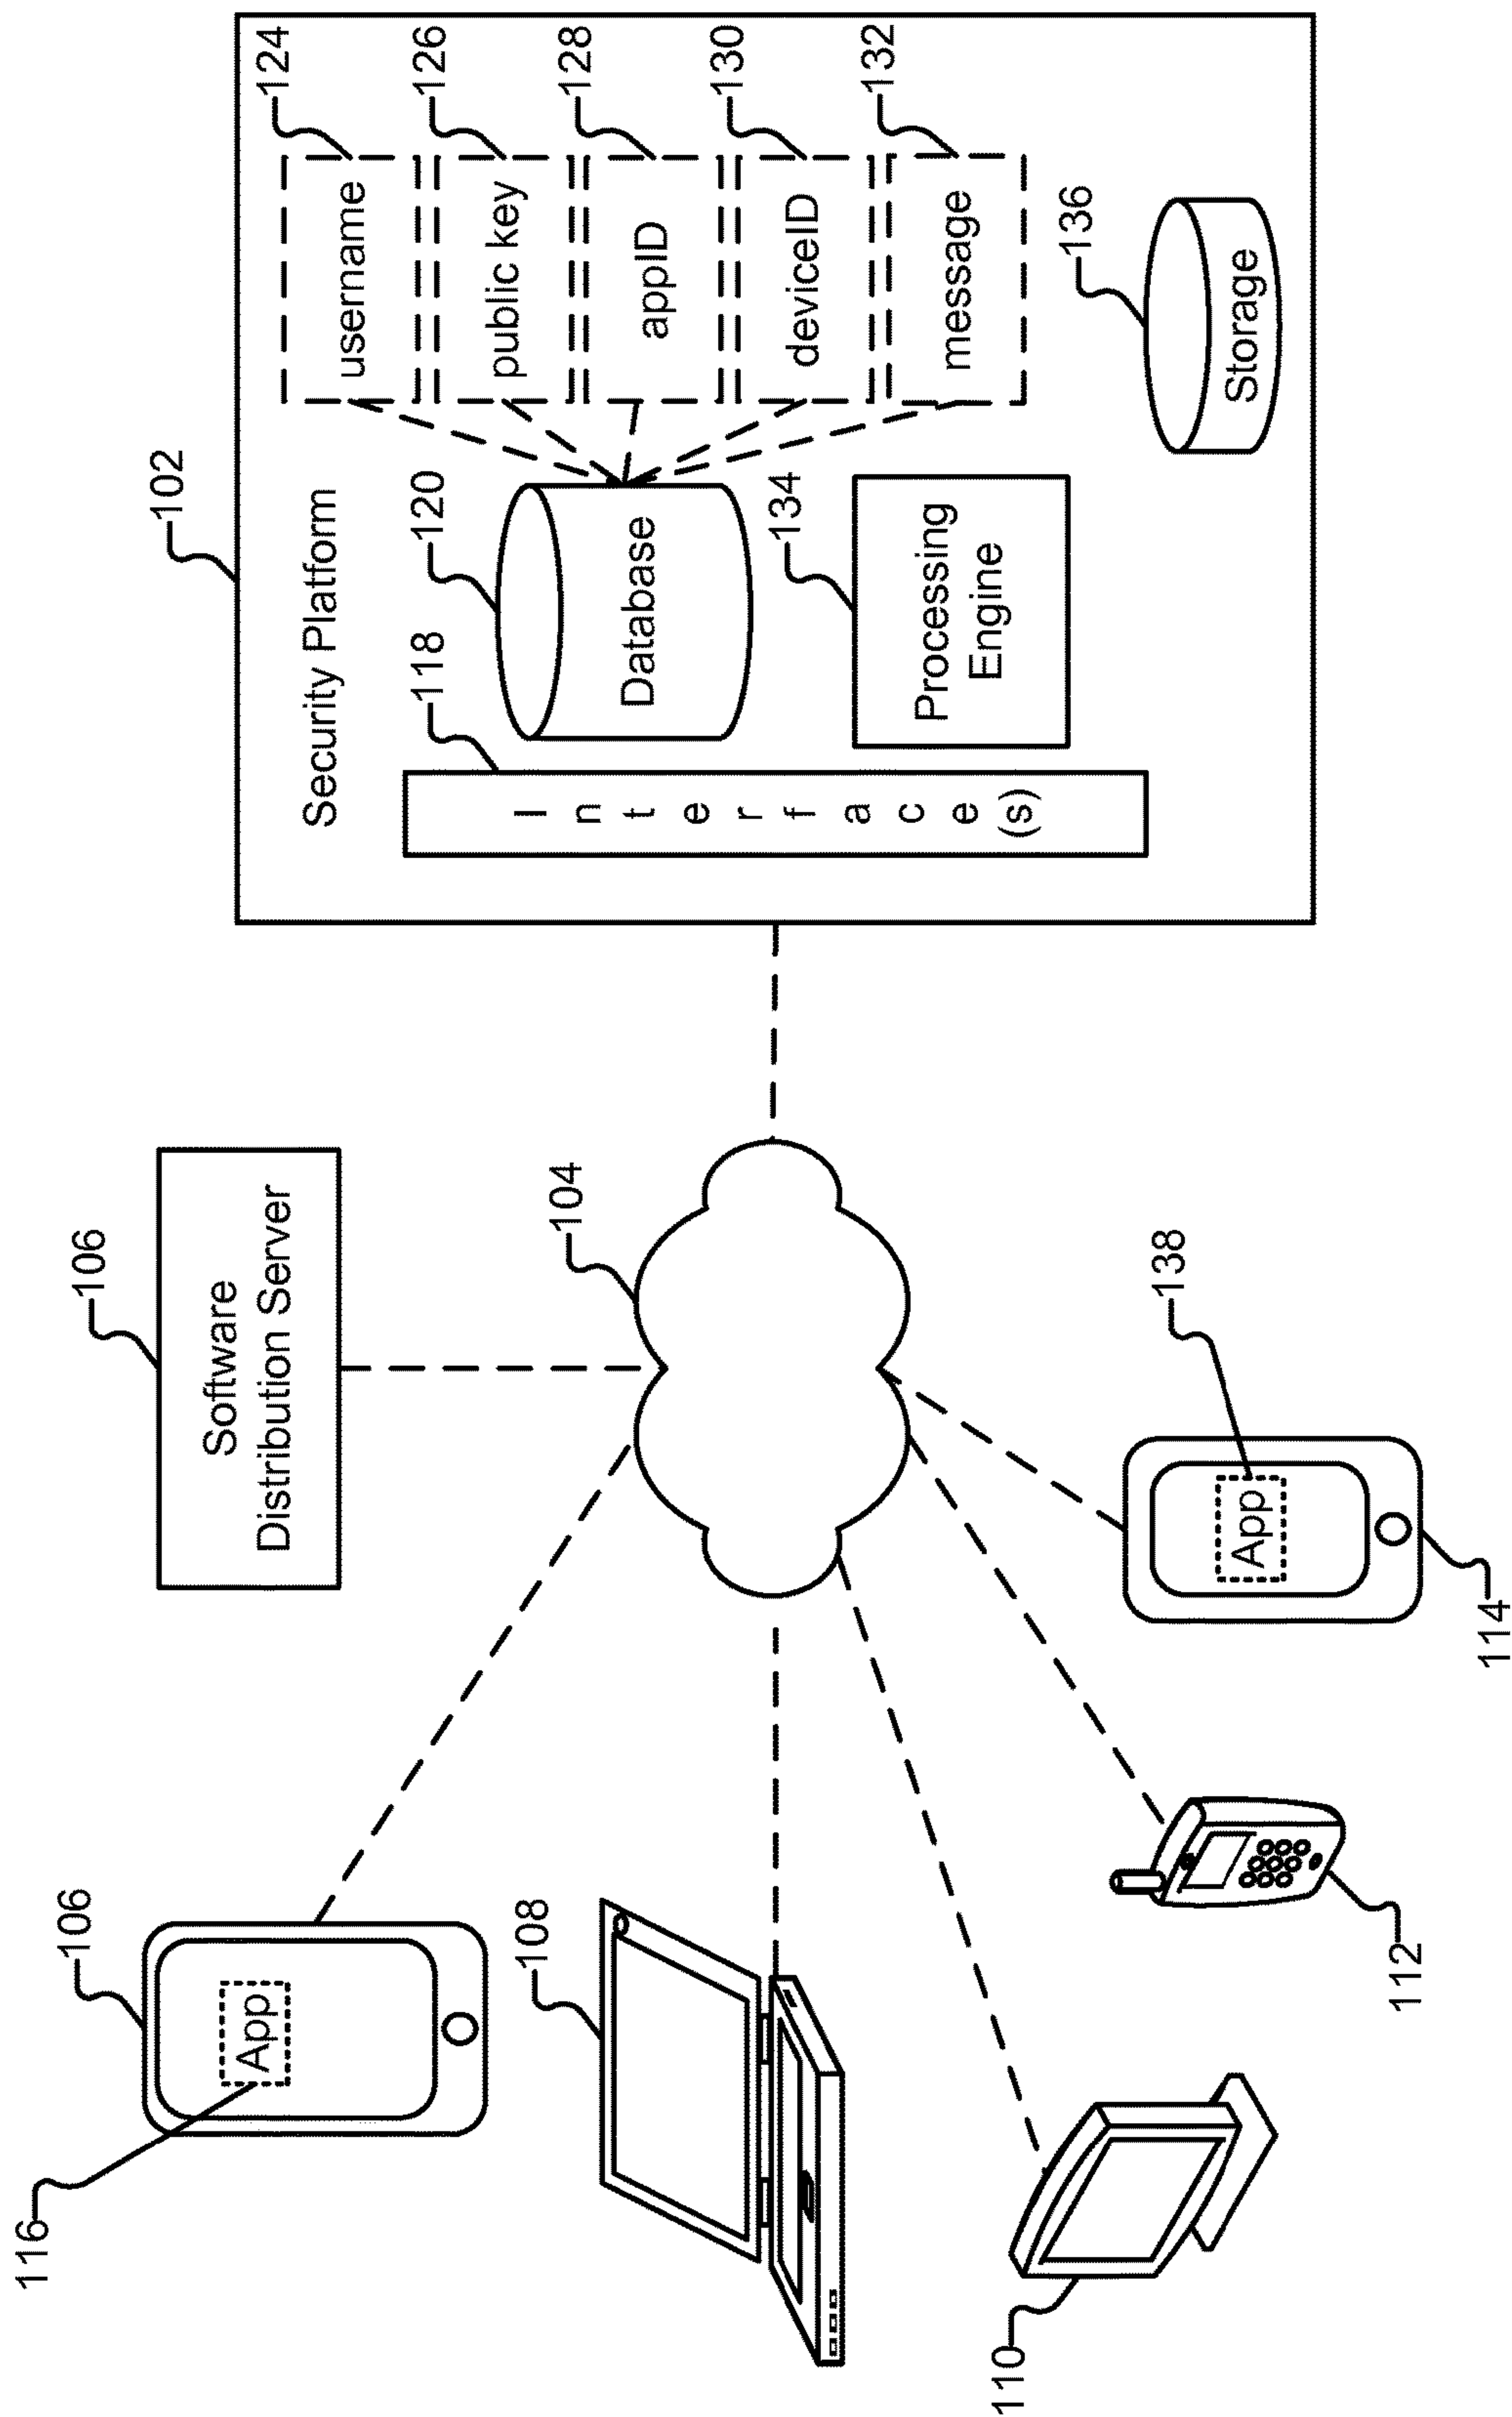 106
Software
Distribution Server
102
Security Platform
106
App
116
104
118
Interface(s)
120
Database
username
124
public key
126
appID
128
deviceID
130
message
132
108
134
Processing
Engine
136
Storage
110
112
138
App
114